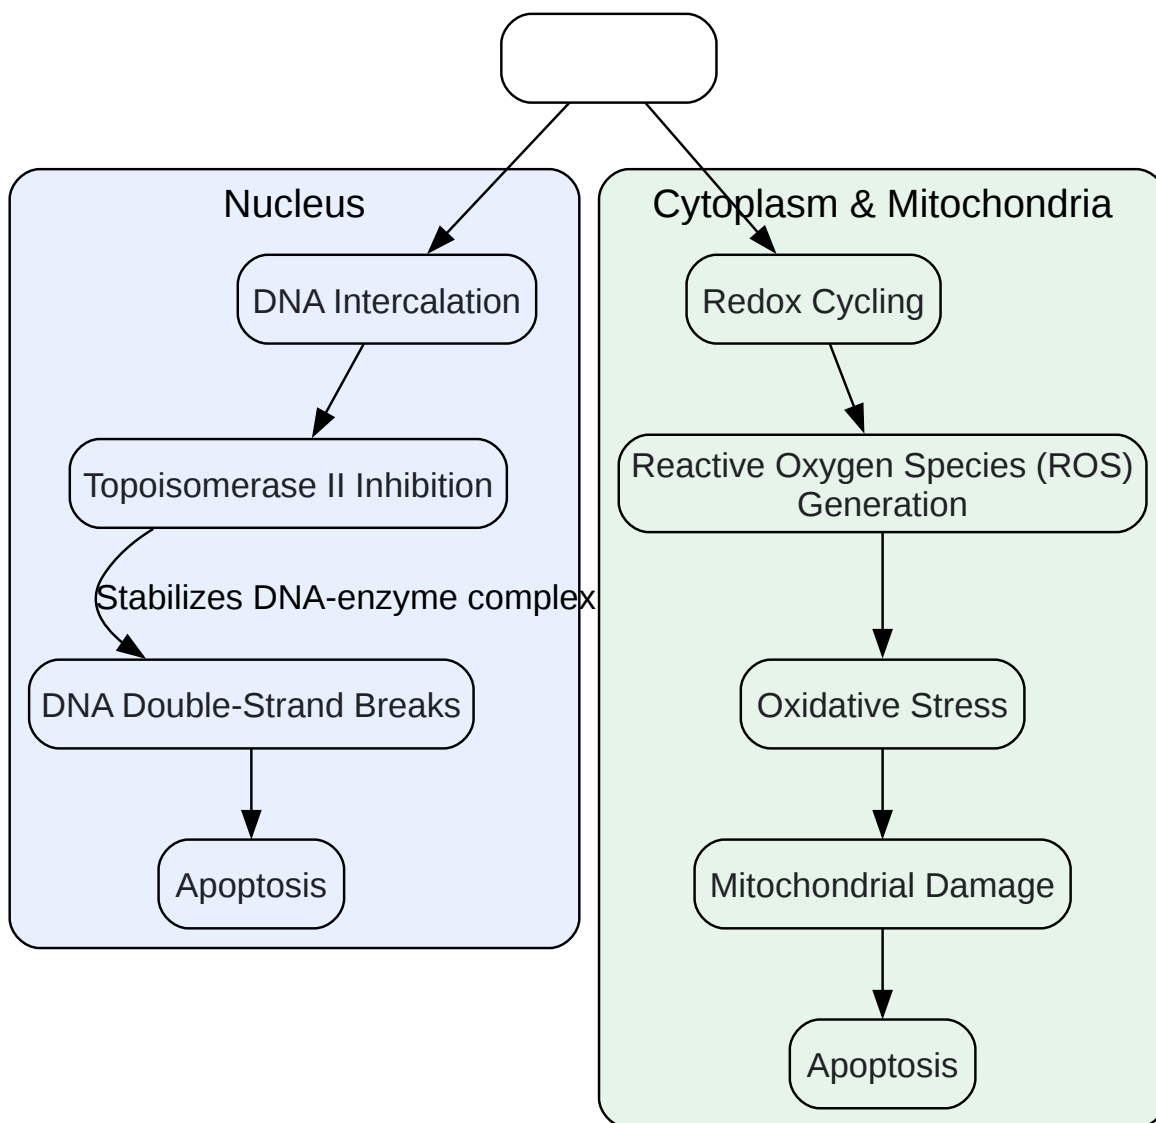 Nucleus
DNA Intercalation
Topoisomerase II Inhibition
Stabilizes DNA-enzyme complex
DNA Double-Strand Breaks
Apoptosis
Cytoplasm & Mitochondria
Redox Cycling
Reactive Oxygen Species (ROS)
Generation
Oxidative Stress
Mitochondrial Damage
Apoptosis